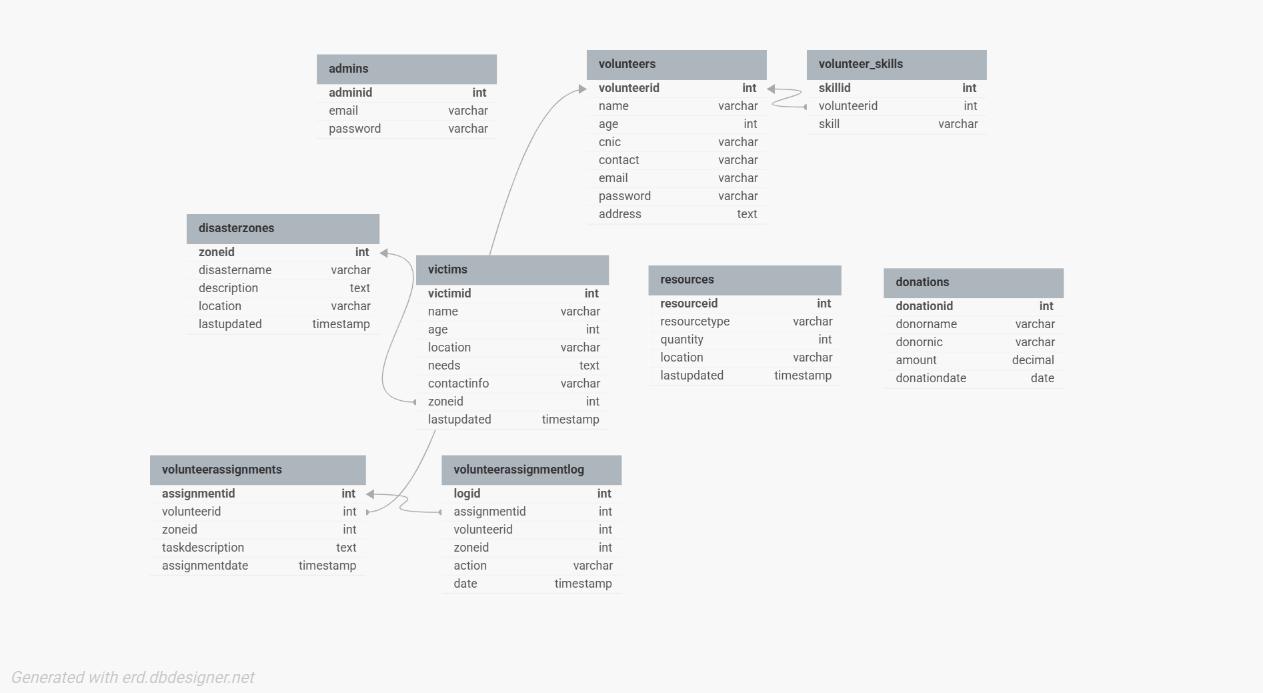 admins
adminid int
email varchar
password varchar
volunteers
volunteerid int
name varchar
age int
cnic varchar
contact varchar
email varchar
password varchar
address text
volunteer_skills
skillid int
volunteerid int
skill varchar
disasterzones
zoneid int
disastername varchar
description text
location varchar
lastupdated timestamp
victims
victimid int
name varchar
age int
location varchar
needs text
contactinfo varchar
zoneid int
lastupdated timestamp
resources
resourceid int
resourcetype varchar
quantity int
location varchar
lastupdated timestamp
donations
donationid int
donorname varchar
donornic varchar
amount decimal
donationdate date
volunteerassignments
assignmentid int
volunteerid int
zoneid int
taskdescription text
assignmentdate timestamp
volunteerassignmentlog
logid int
assignmentid int
volunteerid int
zoneid int
action varchar
date timestamp
Generated with erd.dbdesigner.net